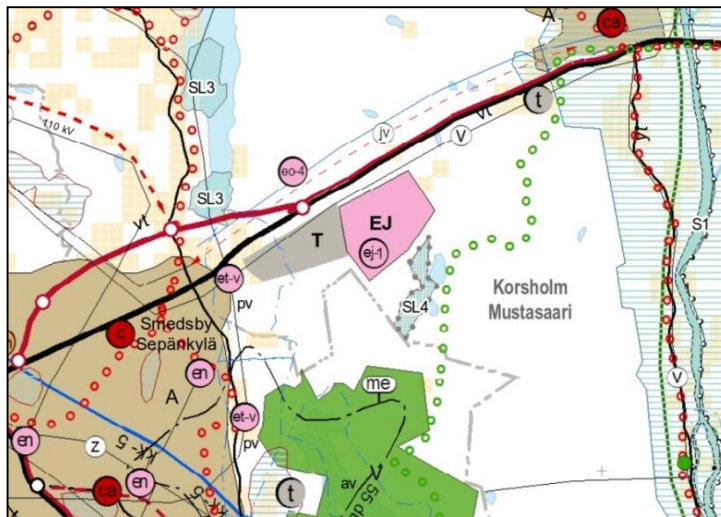 A
ca
SL3
jv
v
t
vt
110 kV
eo-4
SL3
vt
T
EJ
ej-1
S1
et-v
pv
SL4
Korsholm
Mustasaari
c
Smedsby
Sepänkylä
en
A
me
v
et-v
pv
en
z
en
ca
t
av